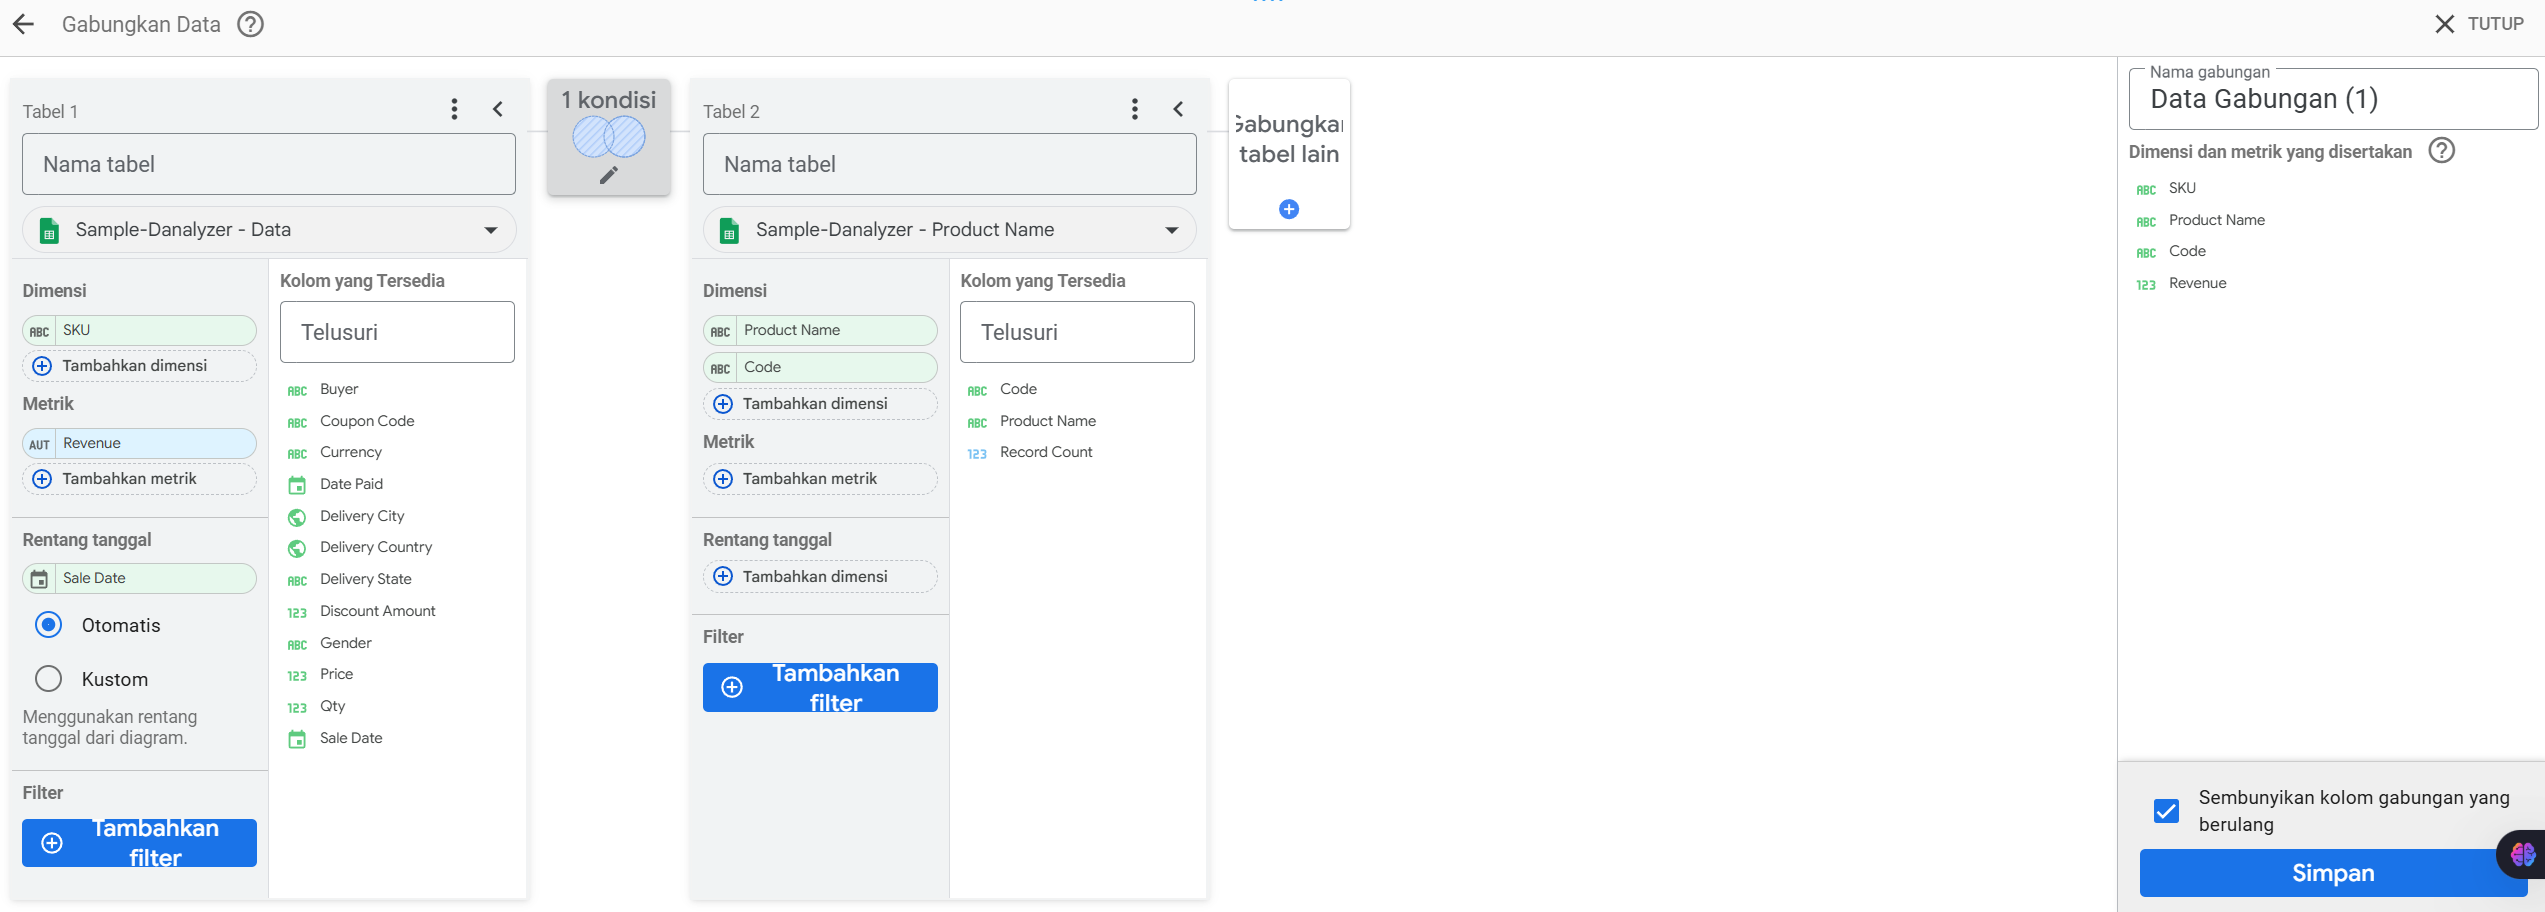 Gabungkan Data
TUTUP
Tabel 1
Nama tabel
Sample-Danalyzer - Data
Dimensi
ABC SKU
Tambahkan dimensi
Metrik
AUT Revenue
Tambahkan metrik
Rentang tanggal
Sale Date
Otomatis
Kustom
Menggunakan rentang
tanggal dari diagram.
Filter
Tambahkan
filter
Kolom yang Tersedia
Telusuri
ABC Buyer
ABC Coupon Code
ABC Currency
Date Paid
Delivery City
Delivery Country
ABC Delivery State
123 Discount Amount
ABC Gender
123 Price
123 Qty
Sale Date
1 kondisi
Tabel 2
Nama tabel
Sample-Danalyzer - Product Name
Dimensi
ABC Product Name
ABC Code
Tambahkan dimensi
Metrik
Tambahkan metrik
Rentang tanggal
Tambahkan dimensi
Filter
Tambahkan
filter
Kolom yang Tersedia
Telusuri
ABC Code
ABC Product Name
123 Record Count
Gabungkan
tabel lain
Nama gabungan
Data Gabungan (1)
Dimensi dan metrik yang disertakan
ABC SKU
ABC Product Name
ABC Code
123 Revenue
Sembunyikan kolom gabungan yang
berulang
Simpan